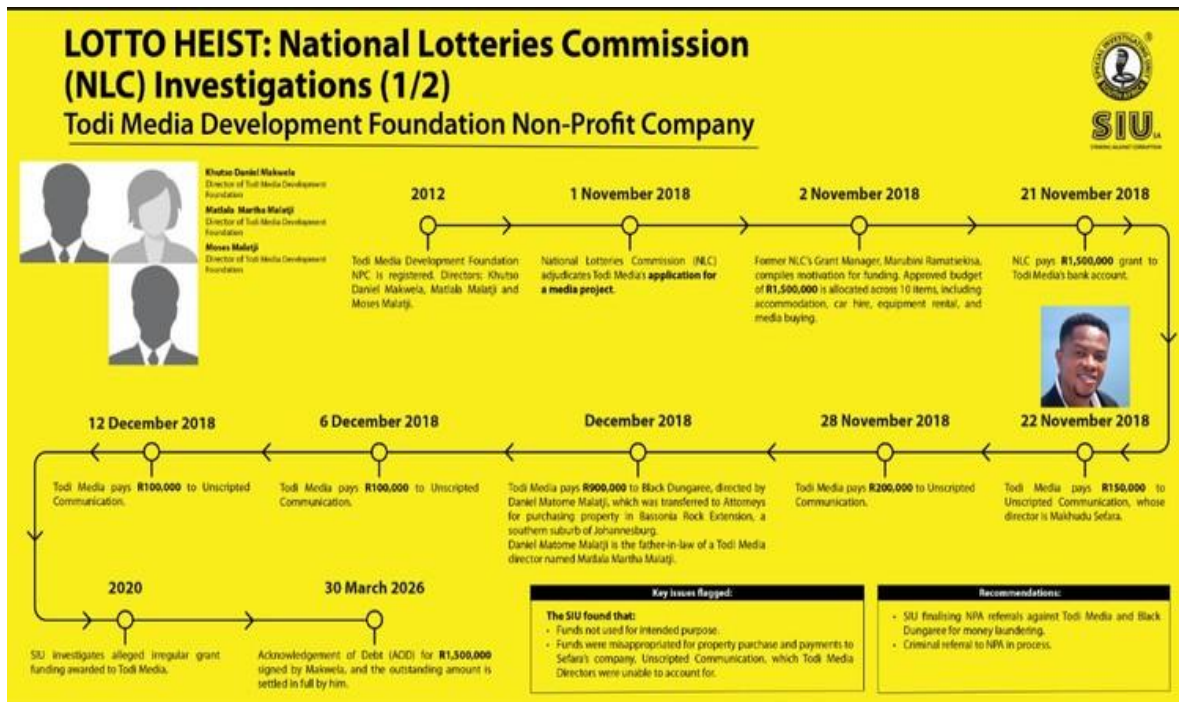 LOTTO HEIST: National Lotteries Commission
(NLC) Investigations (1/2)
Todi Media Development Foundation Non-Profit Company
SPECIAL INVESTIGATING UNIT
SOUTH AFRICA
®
SIU
SA
STRIKING AGAINST CORRUPTION
Khutso Daniel Makwela
Director of Todi Media Development
Foundation
Matlala Martha Malatji
Director of Todi Media Development
Foundation
Moses Malatji
Director of Todi Media Development
Foundation
2012
Todi Media Development Foundation
NPC is registered. Directors: Khutso
Daniel Makwela, Matlala Malatji and
Moses Malatji.
1 November 2018
National Lotteries Commission (NLC)
adjudicates Todi Media's application for
a media project.
2 November 2018
Former NLC's Grant Manager, Marubini Ramatsekisa,
compiles motivation for funding. Approved budget
of R1,500,000 is allocated across 10 items, including
accommodation, car hire, equipment rental, and
media buying.
21 November 2018
NLC pays R1,500,000 grant to
Todi Media's bank account.
22 November 2018
Todi Media pays R150,000 to
Unscripted Communication, whose
director is Makhudu Sefara.
28 November 2018
Todi Media pays R200,000 to Unscripted
Communication.
December 2018
Todi Media pays R900,000 to Black Dungaree, directed by
Daniel Matome Malatji, which was transferred to Attorneys
for purchasing property in Bassonia Rock Extension, a
southern suburb of Johannesburg.
Daniel Matome Malatji is the father-in-law of a Todi Media
director named Matlala Martha Malatji.
6 December 2018
Todi Media pays R100,000 to Unscripted
Communication.
12 December 2018
Todi Media pays R100,000 to Unscripted
Communication.
2020
SIU investigates alleged irregular grant
funding awarded to Todi Media.
30 March 2026
Acknowledgement of Debt (AOD) for R1,500,000
signed by Makwela, and the outstanding amount is
settled in full by him.
Key issues flagged:
The SIU found that:
• Funds not used for intended purpose.
• Funds were misappropriated for property purchase and payments to
Sefara's company, Unscripted Communication, which Todi Media
Directors were unable to account for.
Recommendations:
• SIU finalising NPA referrals against Todi Media and Black
Dungaree for money laundering.
• Criminal referral to NPA in process.